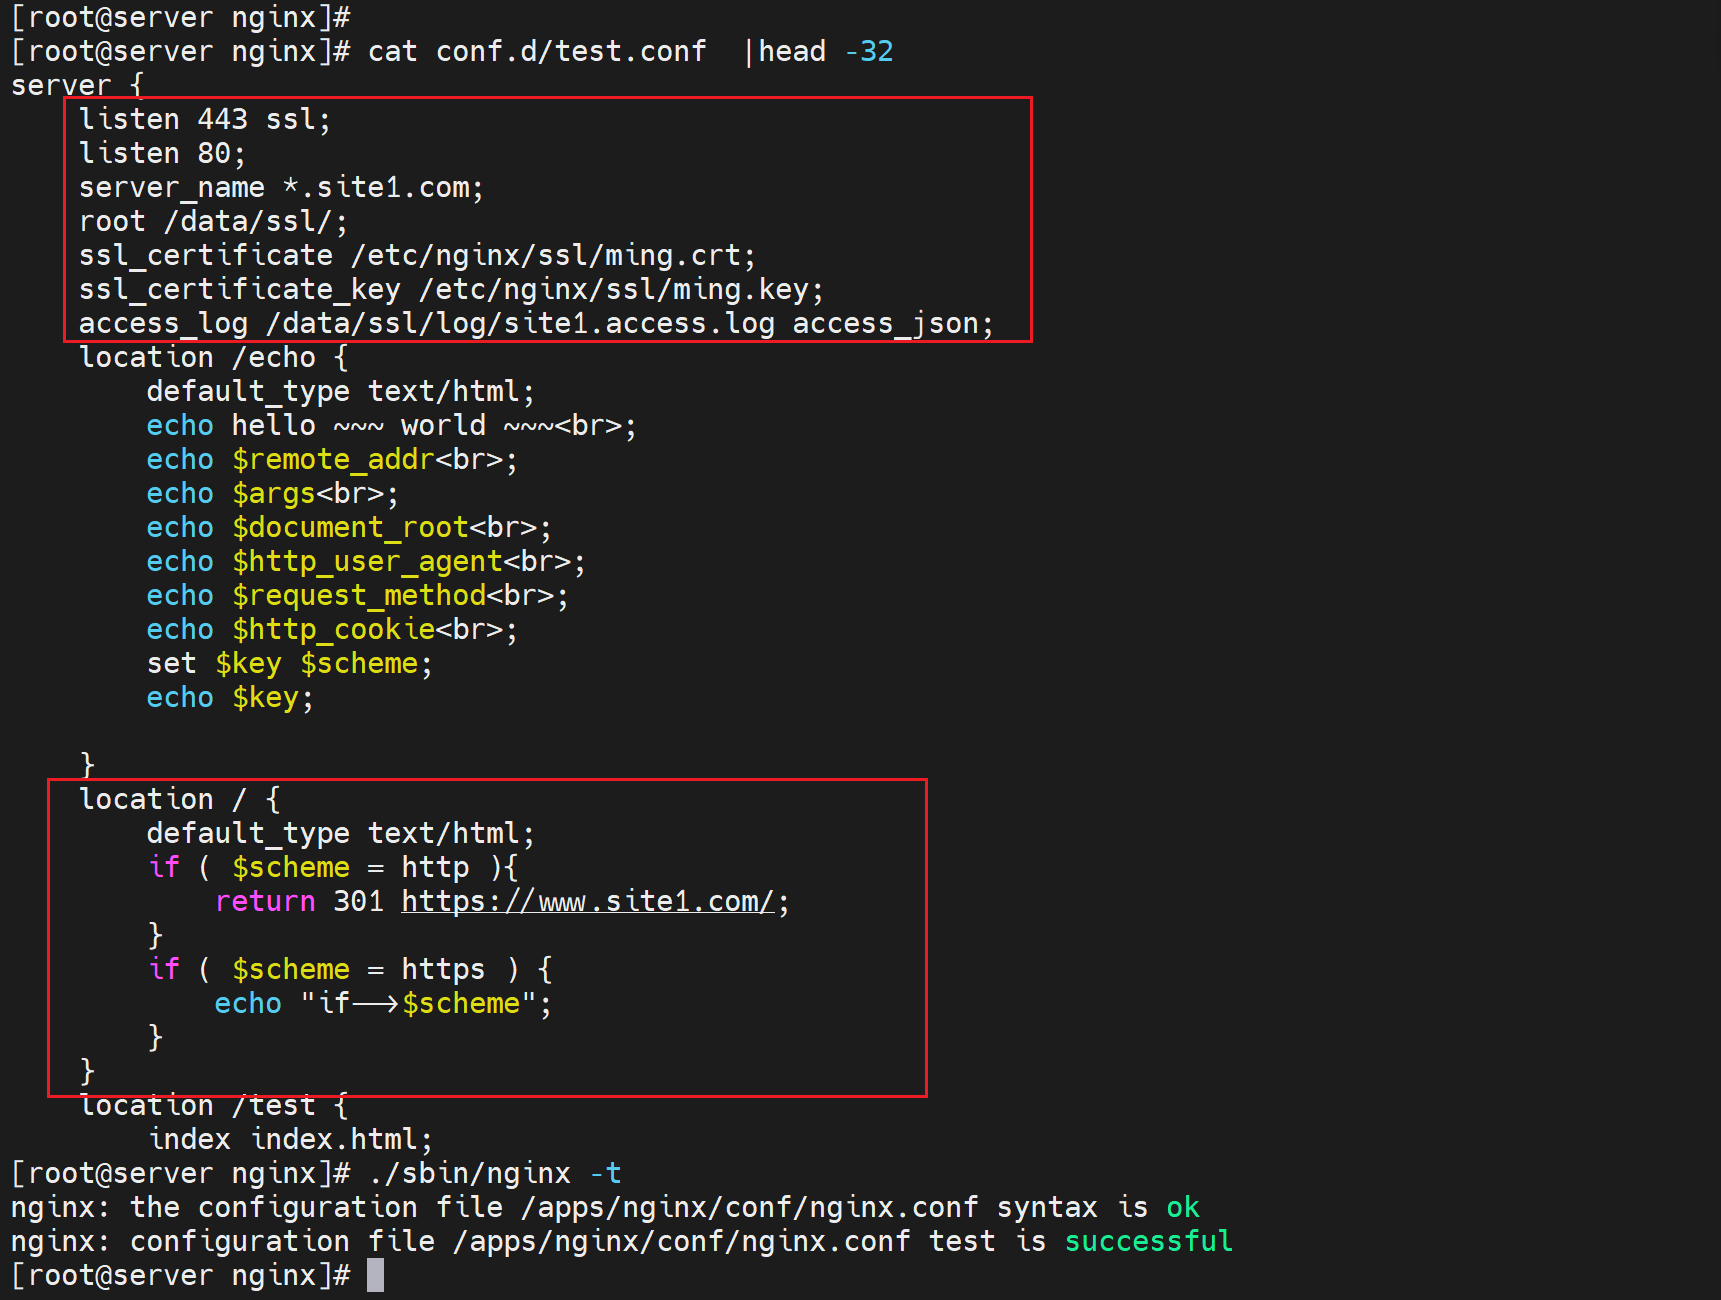 [root@server nginx]#
[root@server nginx]# cat conf.d/test.conf  |head -32
server {
    listen 443 ssl;
    listen 80;
    server_name *.site1.com;
    root /data/ssl/;
    ssl_certificate /etc/nginx/ssl/ming.crt;
    ssl_certificate_key /etc/nginx/ssl/ming.key;
    access_log /data/ssl/log/site1.access.log access_json;
    location /echo {
        default_type text/html;
        echo hello ~~~ world ~~~<br>;
        echo $remote_addr<br>;
        echo $args<br>;
        echo $document_root<br>;
        echo $http_user_agent<br>;
        echo $request_method<br>;
        echo $http_cookie<br>;
        set $key $scheme;
        echo $key;

    }
    location / {
        default_type text/html;
        if ( $scheme = http ){
            return 301 https://www.site1.com/;
        }
        if ( $scheme = https ) {
            echo "if-->$scheme";
        }
    }
    location /test {
        index index.html;
[root@server nginx]# ./sbin/nginx -t
nginx: the configuration file /apps/nginx/conf/nginx.conf syntax is ok
nginx: configuration file /apps/nginx/conf/nginx.conf test is successful
[root@server nginx]#